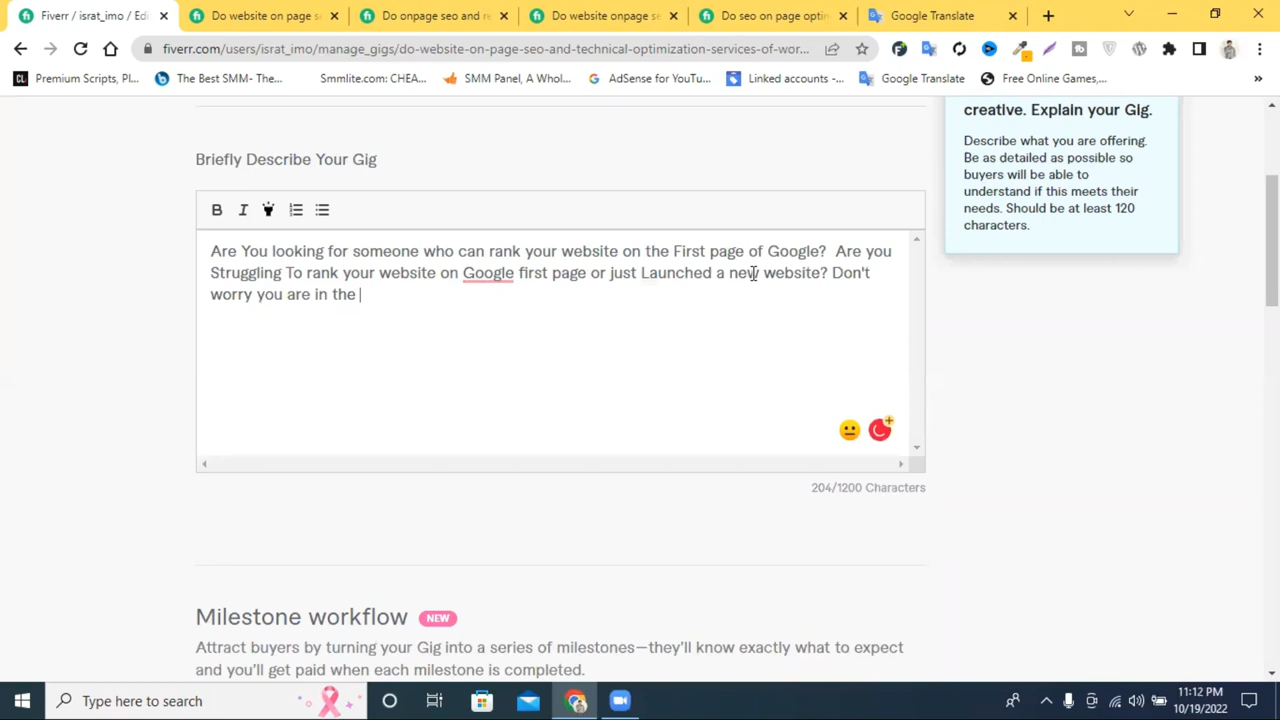 Fiverr / israt_imo / Edi
Do website on page s
Do onpage seo and re
Do website onpage se
Do seo on page optin
Google Translate
fiverr.com/users/israt_imo/manage_gigs/do-website-on-page-seo-and-technical-optimization-services-of-wor...
Premium Scripts, Pl...
The Best SMM- The...
Smmlite.com: CHEA...
SMM Panel, A Whol...
AdSense for YouTu...
Linked accounts -...
Google Translate
Free Online Games,...
creative. Explain your Gig.
Describe what you are offering.
Be as detailed as possible so
buyers will be able to
understand if this meets their
needs. Should be at least 120
characters.
Briefly Describe Your Gig
B I
Are You looking for someone who can rank your website on the First page of Google?  Are you
Struggling To rank your website on Google first page or just Launched a new website? Don't
worry you are in the
204/1200 Characters
Milestone workflow NEW
Attract buyers by turning your Gig into a series of milestones—they'll know exactly what to expect
and you'll get paid when each milestone is completed.
Type here to search
11:12 PM
10/19/2022